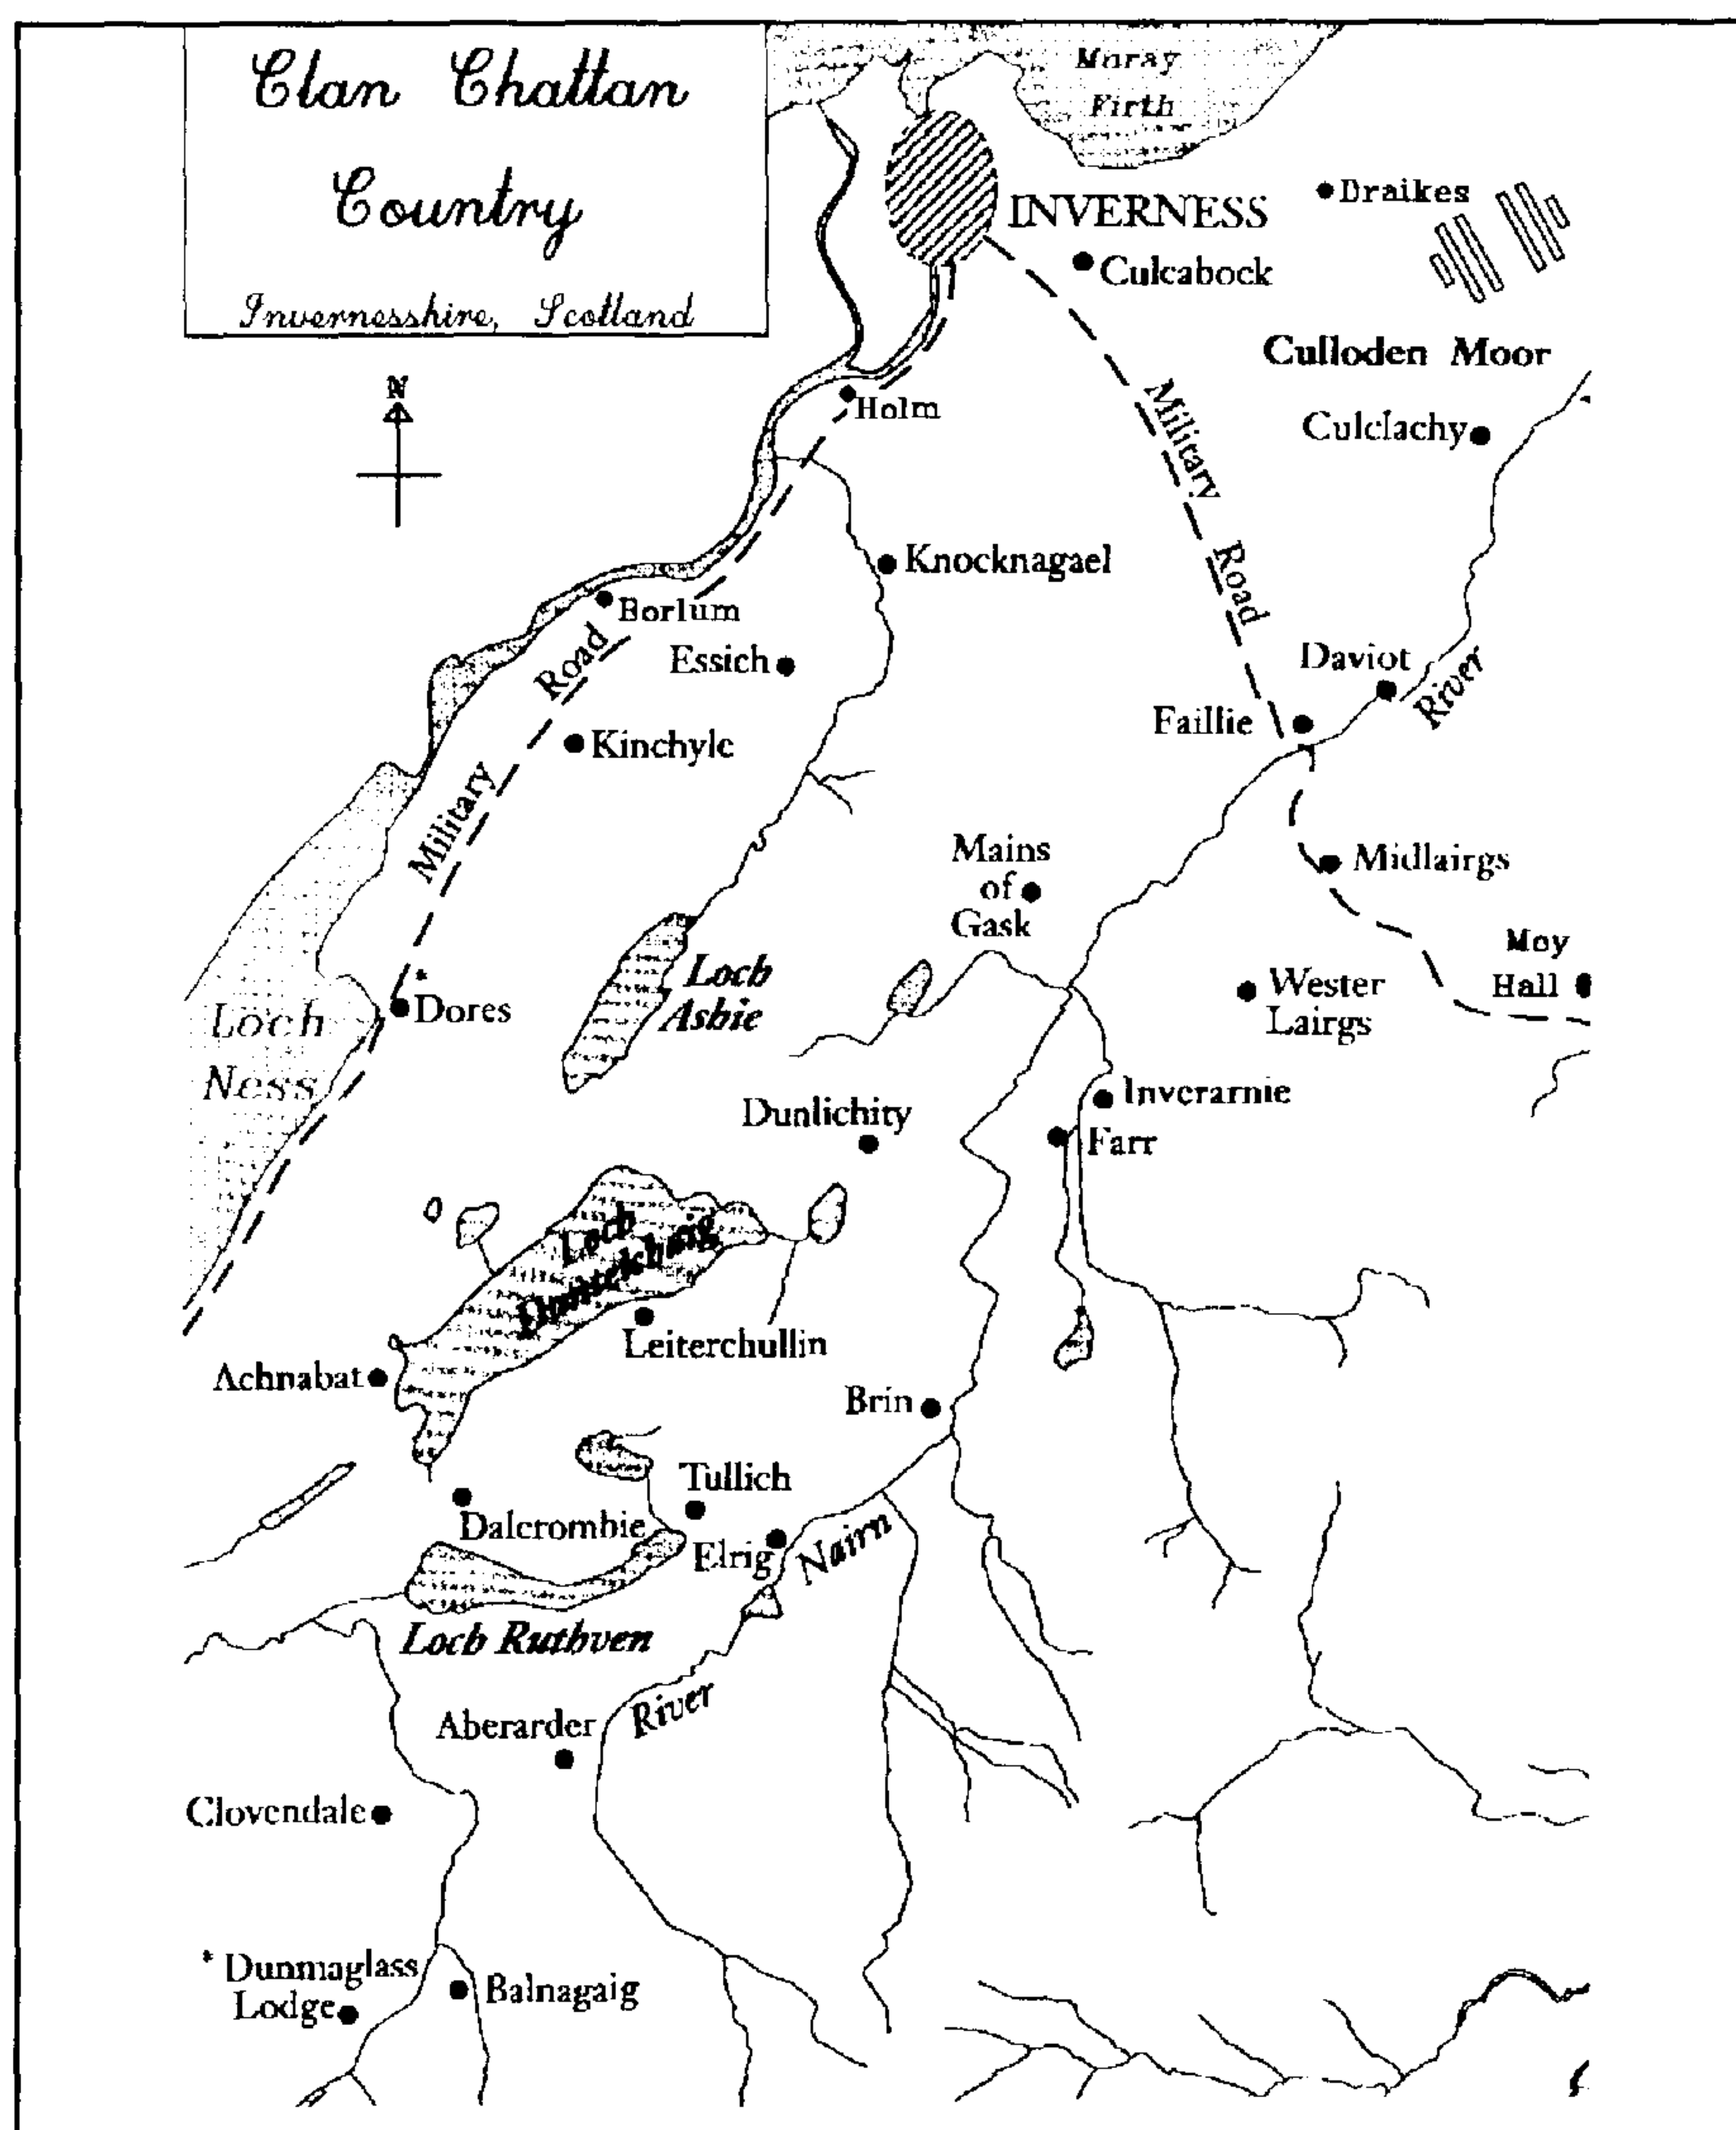 Clan Chattan
Country
Invernesshire, Scotland
Moray
Firth
INVERNESS
Draikes
Culcabock
Culloden Moor
N
Holm
Military
Road
Culclachy
Knocknagael
Borlum
Essich
Road
Military
Kinchyle
Daviot
River
Faillie
Mains
of
Gask
Midlairgs
Moy
Hall
Loch
Ashie
Wester
Lairgs
* Dores
Loch
Ness
Inverarnie
Dunlichity
Farr
Loch
Leiterchullin
Achnabat
Brin
Tullich
Dalcrombie
Elrig
Nairn
River
Loch Ruthven
Aberarder
Clovendale
* Dunmaglass
Lodge
Balnagaig